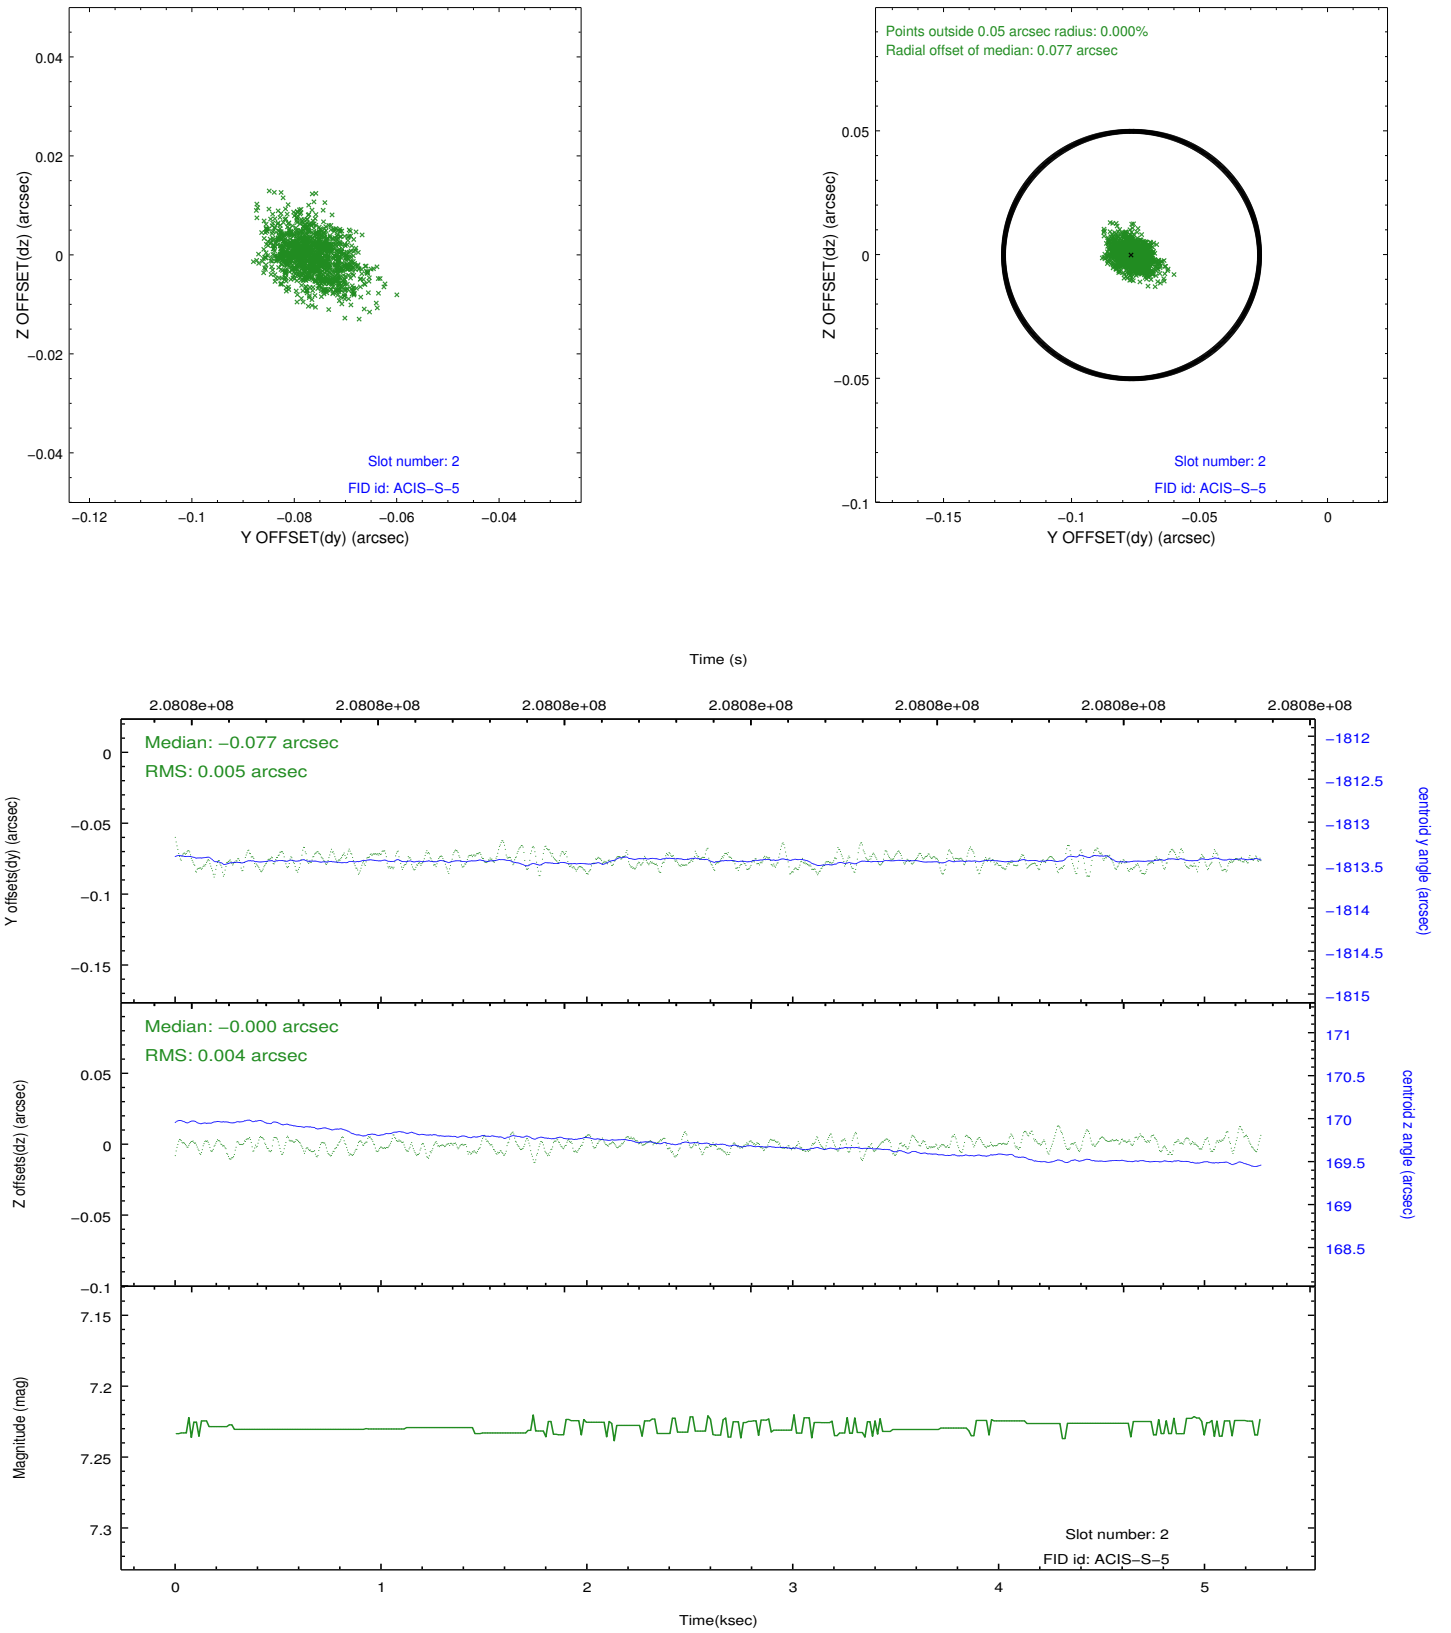 0.04
0.02
0
−0.02
−0.04
Z OFFSET(dz) (arcsec)
Slot number: 2
FID id: ACIS−S−5
−0.12
−0.1
−0.08
−0.06
−0.04
Y OFFSET(dy) (arcsec)
Points outside 0.05 arcsec radius: 0.000%
Radial offset of median: 0.077 arcsec
0.05
0
−0.05
−0.1
Z OFFSET(dz) (arcsec)
Slot number: 2
FID id: ACIS−S−5
−0.15
−0.1
−0.05
0
Y OFFSET(dy) (arcsec)
Time (s)
2.0808e+08
2.0808e+08
2.0808e+08
2.0808e+08
2.0808e+08
2.0808e+08
2.0808e+08
Median: −0.077 arcsec
RMS: 0.005 arcsec
0
−0.05
−0.1
−0.15
Y offsets(dy) (arcsec)
−1812
−1812.5
−1813
−1813.5
−1814
−1814.5
−1815
centroid y angle (arcsec)
Median: −0.000 arcsec
RMS: 0.004 arcsec
0.05
0
−0.05
−0.1
Z offsets(dz) (arcsec)
171
170.5
170
169.5
169
168.5
centroid z angle (arcsec)
7.15
7.2
7.25
7.3
Magnitude (mag)
Slot number: 2
FID id: ACIS−S−5
0
1
2
3
4
5
Time(ksec)